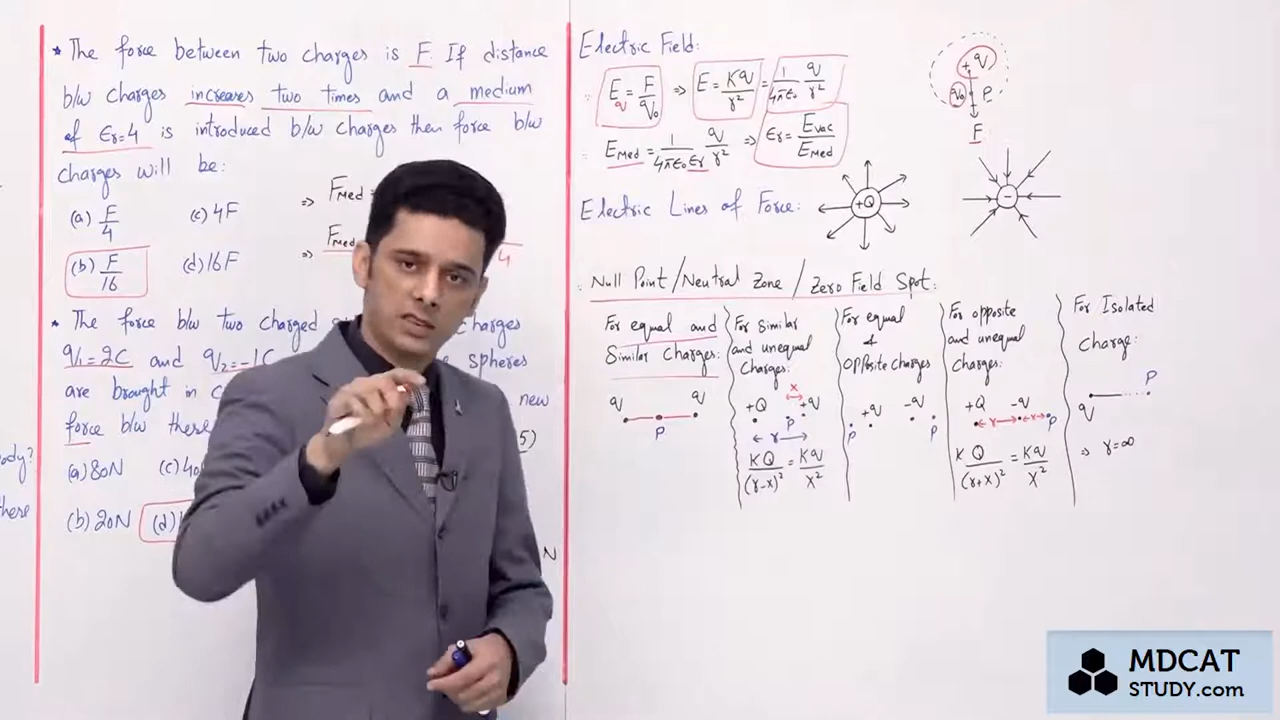 * The force between two charges is F. If distance
b/w charges increases two times and a medium
of εr=4 is introduced b/w charges then force b/w
charges will be:
(a) F/4 (c) 4F
(b) F/16 (d) 16F
⇒ FMed
⇒ FMed
4
* The force b/w two charged charges
q1=2C and q2=-1C spheres
are brought in new
force b/w these 5)
(a) 80N (c) 40
(b) 20N (d)
N
ody?
here
Electric Field:
∵ E = F/q0 ⇒ E = Kq/r² = 1/4πε0 q/r²
q
∵ EMed = 1/4πε0εr q/r² ⇒ εr = EVac/EMed
+q
q0 P
F
Electric Lines of Force:
+Q
-
∵ Null Point/Neutral Zone / Zero Field Spot:
For equal and
Similar Charges:
q q
P
For similar
and unequal
Charges:
x
+Q +q
P
r
KQ/(r-x)² = Kq/x²
For equal
&
opposite Charges
+q -q
P P
For opposite
and unequal
Charges:
+Q -q
r x P
KQ/(r+x)² = Kq/x²
For Isolated
Charge:
P
q
⇒ r=∞
MDCAT
STUDY.com